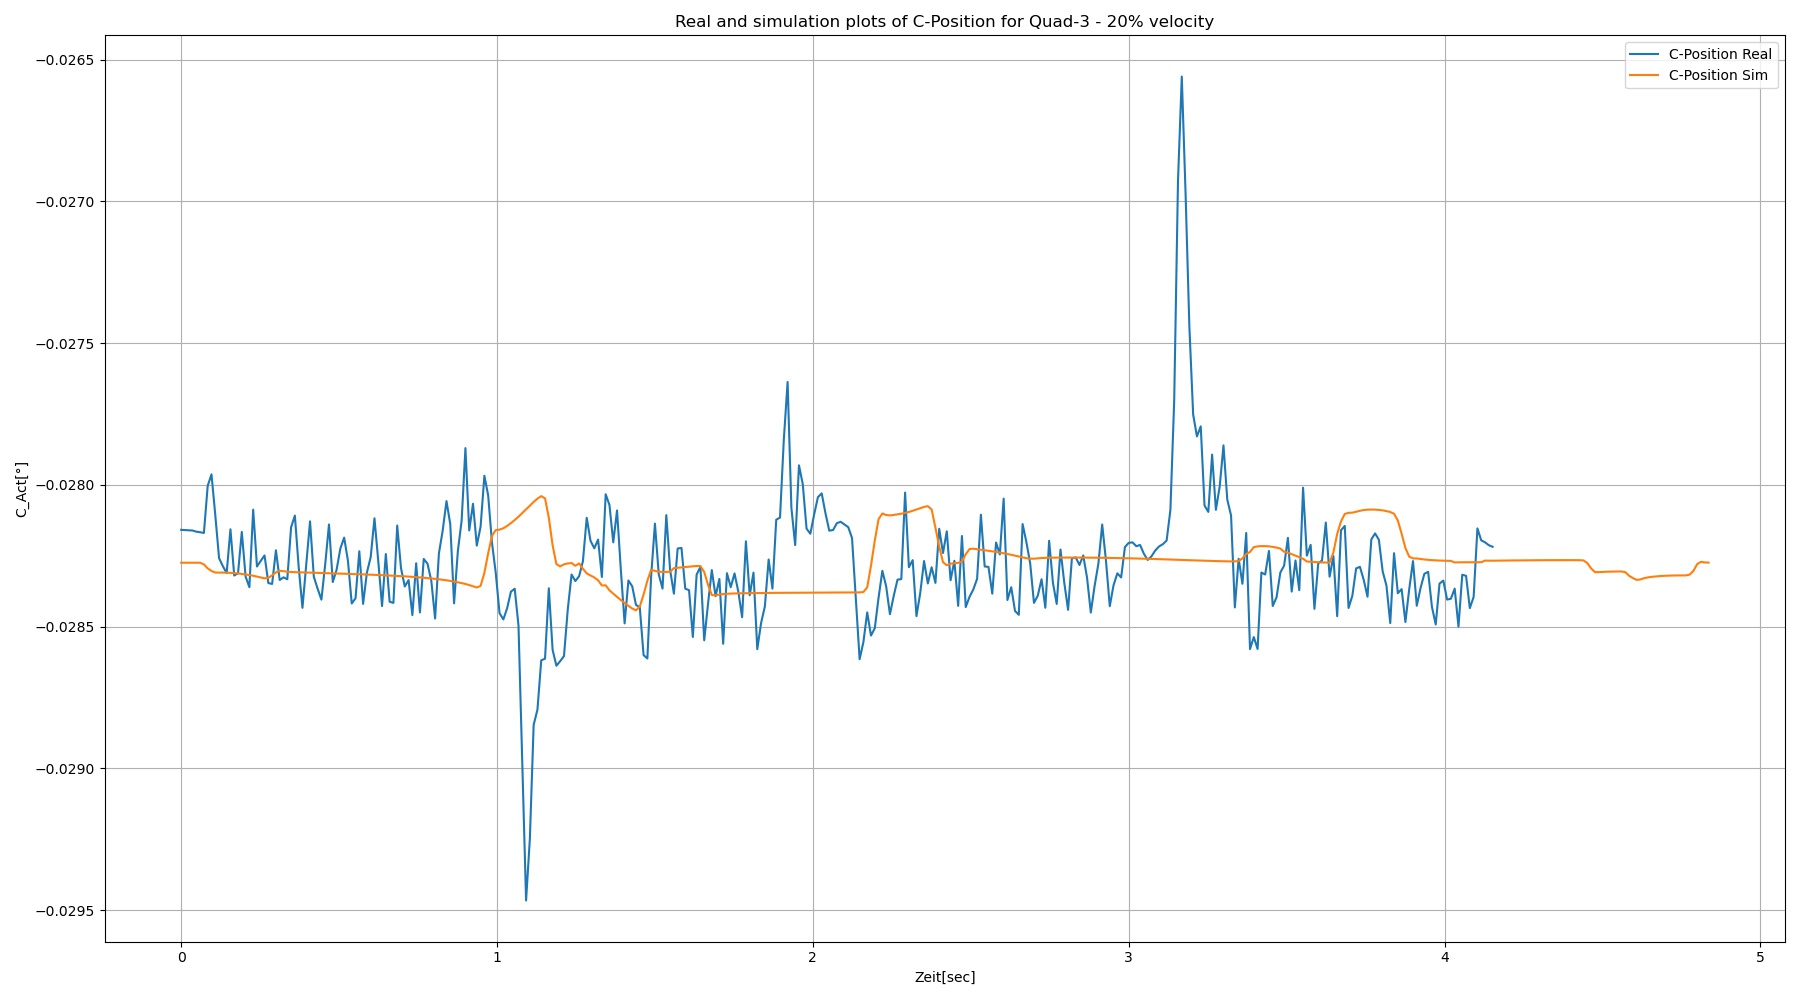 Real and simulation plots of C-Position for Quad-3 - 20% velocity
C-Position Real
C-Position Sim
C_Act[°]
−0.0265
−0.0270
−0.0275
−0.0280
−0.0285
−0.0290
−0.0295
0 1 2 3 4 5
Zeit[sec]